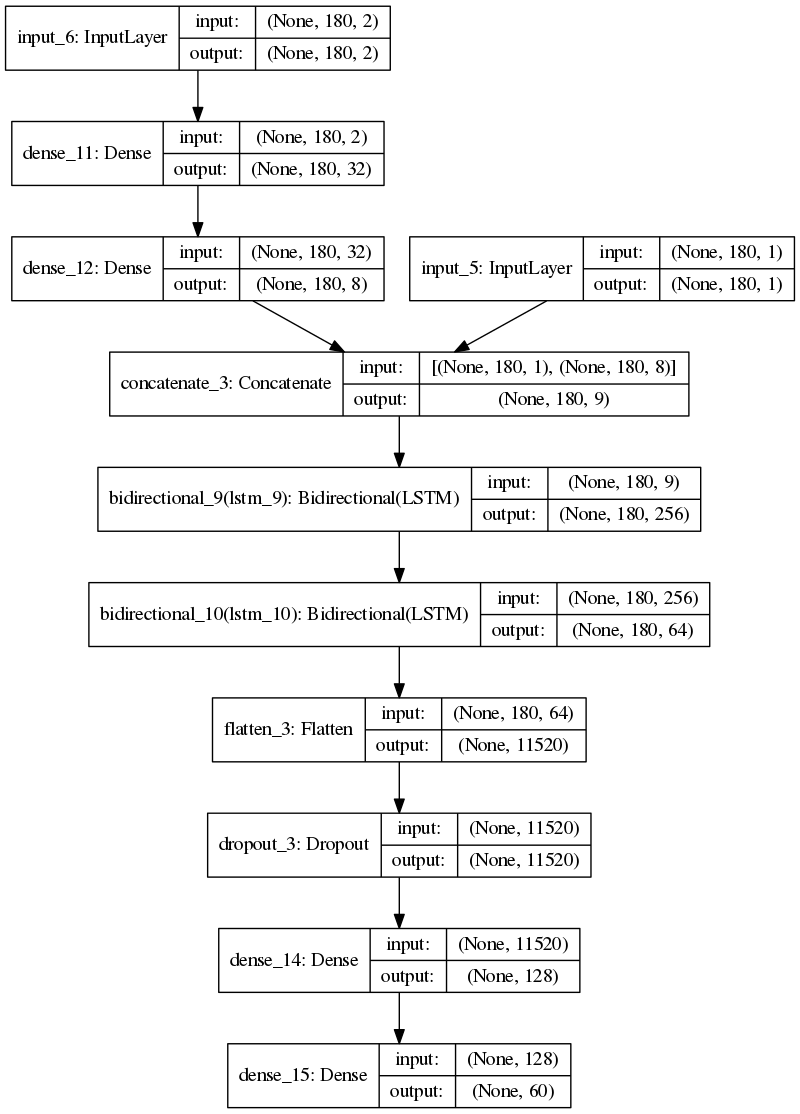 input_6: InputLayer
input: (None, 180, 2)
output: (None, 180, 2)
dense_11: Dense
input: (None, 180, 2)
output: (None, 180, 32)
dense_12: Dense
input: (None, 180, 32)
output: (None, 180, 8)
input_5: InputLayer
input: (None, 180, 1)
output: (None, 180, 1)
concatenate_3: Concatenate
input: [(None, 180, 1), (None, 180, 8)]
output: (None, 180, 9)
bidirectional_9(lstm_9): Bidirectional(LSTM)
input: (None, 180, 9)
output: (None, 180, 256)
bidirectional_10(lstm_10): Bidirectional(LSTM)
input: (None, 180, 256)
output: (None, 180, 64)
flatten_3: Flatten
input: (None, 180, 64)
output: (None, 11520)
dropout_3: Dropout
input: (None, 11520)
output: (None, 11520)
dense_14: Dense
input: (None, 11520)
output: (None, 128)
dense_15: Dense
input: (None, 128)
output: (None, 60)